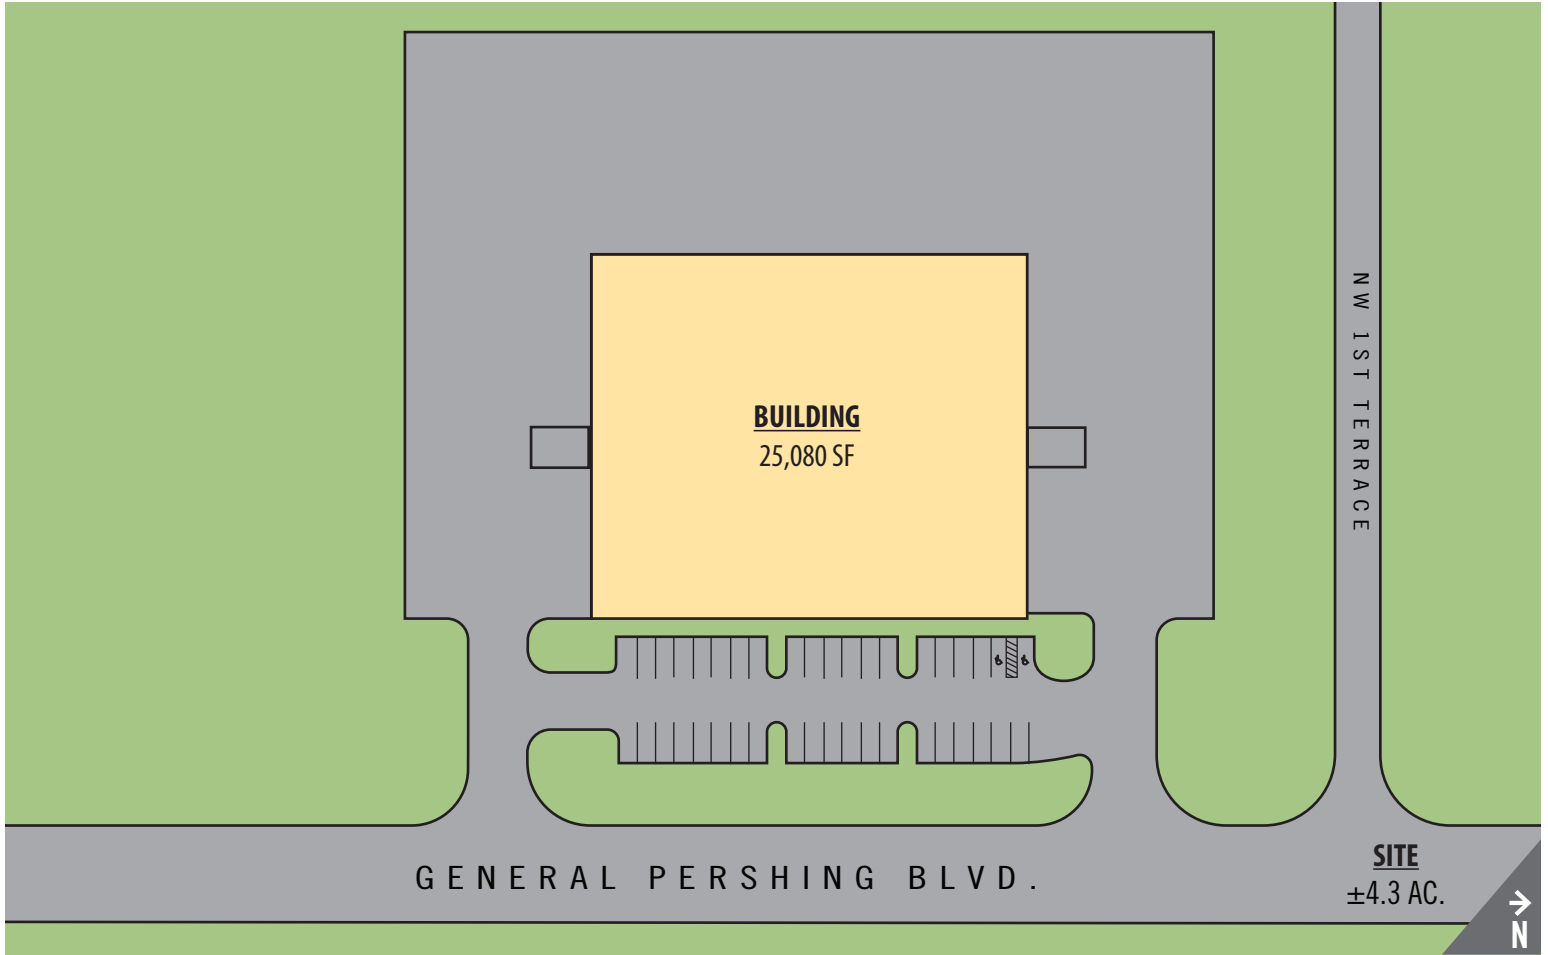 BUILDING
25,080 SF
NW 1ST TERRACE
GENERAL PERSHING BLVD.
SITE
±4.3 AC.
N